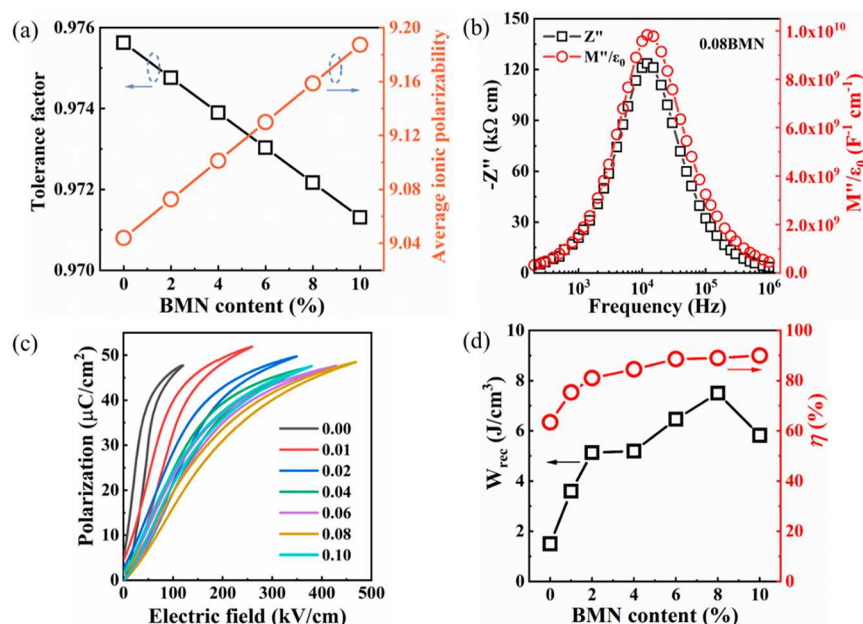 (a)
0.976
0.974
0.972
0.970
Tolerance factor
9.20
9.16
9.12
9.08
9.04
Average ionic polarizability
0 2 4 6 8 10
BMN content (%)
(b)
150
120
90
60
30
0
-Z" (kΩ cm)
Z"
M"/ε₀
0.08BMN
1.0x10¹⁰
8.0x10⁹
6.0x10⁹
4.0x10⁹
2.0x10⁹
0.0
M"/ε₀ (F⁻¹ cm)
10³ 10⁴ 10⁵ 10⁶
Frequency (Hz)
(c)
50
40
30
20
10
0
Polarization (μC/cm²)
0.00
0.01
0.02
0.04
0.06
0.08
0.10
0 100 200 300 400 500
Electric field (kV/cm)
(d)
10
8
6
4
2
0
W_rec (J/cm³)
100
80
60
40
20
0
η (%)
0 2 4 6 8 10
BMN content (%)